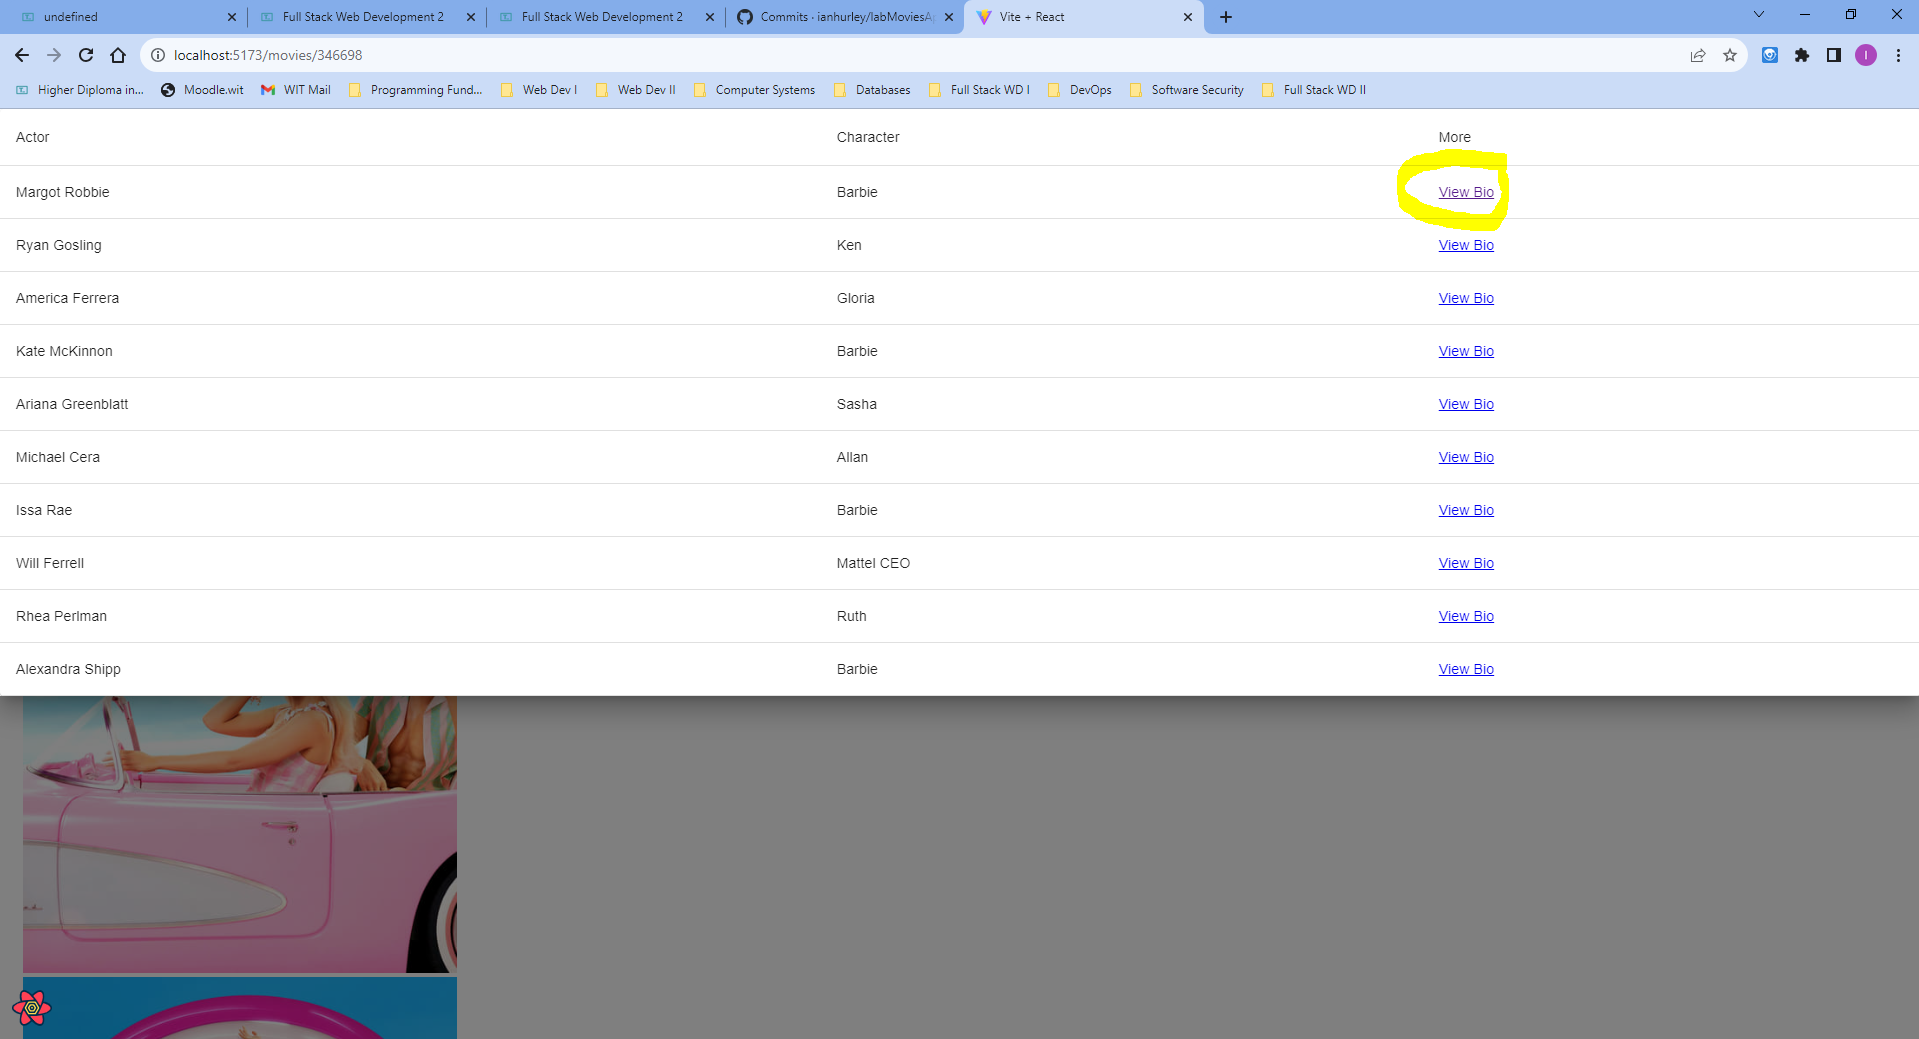 undefined Full Stack Web Development 2 Full Stack Web Development 2 Commits · ianhurley/labMoviesAp Vite + React
localhost:5173/movies/346698
I
Higher Diploma in... Moodle.wit WIT Mail Programming Fund... Web Dev I Web Dev II Computer Systems Databases Full Stack WD I DevOps Software Security Full Stack WD II
Actor Character More
Margot Robbie Barbie View Bio
Ryan Gosling Ken View Bio
America Ferrera Gloria View Bio
Kate McKinnon Barbie View Bio
Ariana Greenblatt Sasha View Bio
Michael Cera Allan View Bio
Issa Rae Barbie View Bio
Will Ferrell Mattel CEO View Bio
Rhea Perlman Ruth View Bio
Alexandra Shipp Barbie View Bio